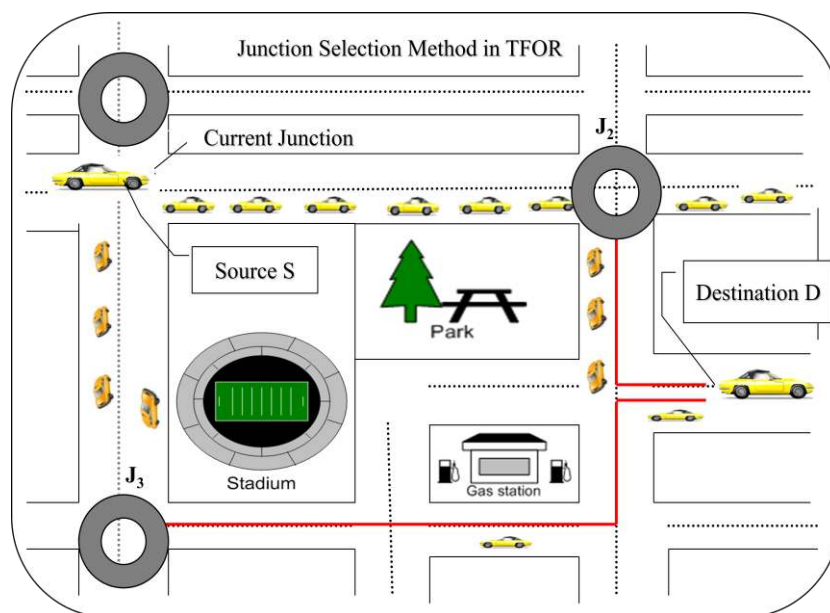 Junction Selection Method in TFOR
Current Junction
J2
Source S
Destination D
Park
J3
Stadium
Gas station